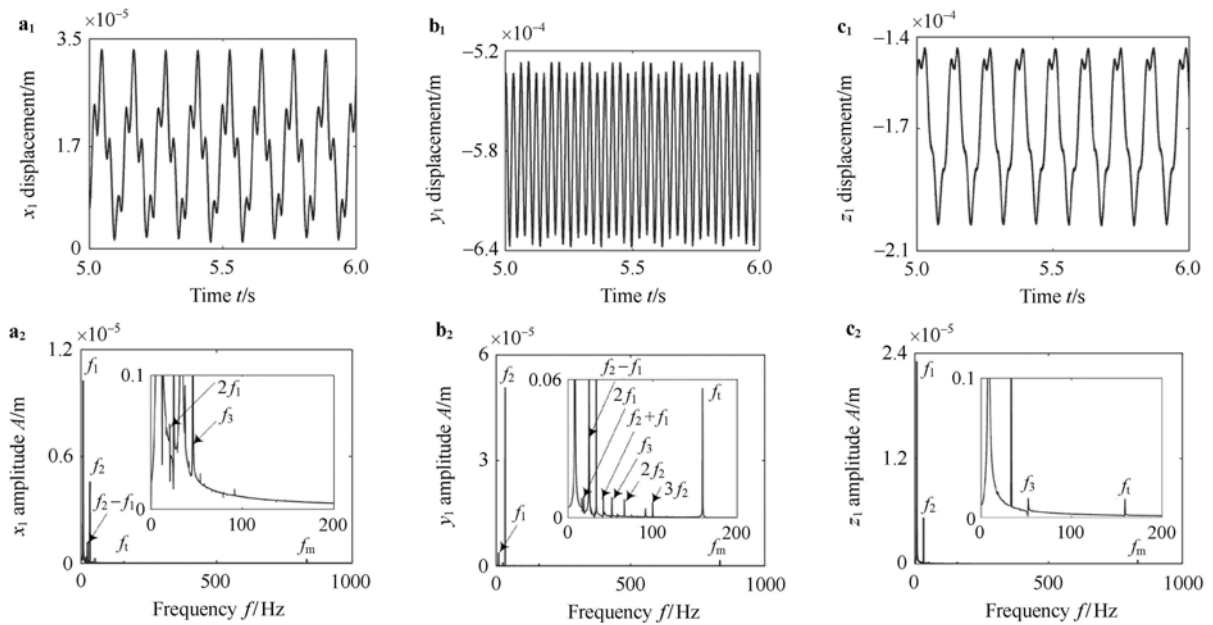 a₁
×10⁻⁵
3.5
1.7
0
x₁ displacement/m
5.0 5.5 6.0
Time t/s
b₁
×10⁻⁴
−5.2
−5.8
−6.4
y₁ displacement/m
5.0 5.5 6.0
Time t/s
c₁
×10⁻⁴
−1.4
−1.7
−2.1
z₁ displacement/m
5.0 5.5 6.0
Time t/s
a₂
×10⁻⁵
1.2
0.6
0
x₁ amplitude A/m
f₁
f₂
f₂−f₁
fₜ
fₘ
0.1
0
2f₁
f₃
0 100 200
0 500 1000
Frequency f/Hz
b₂
×10⁻⁵
6
3
0
y₁ amplitude A/m
f₂
f₁
0.06
0
f₂−f₁
2f₁
f₂+f₁
f₃
2f₂
3f₂
fₜ
0 100 200
fₘ
0 500 1000
Frequency f/Hz
c₂
×10⁻⁵
2.4
1.2
0
z₁ amplitude A/m
f₁
f₂
0.1
0
f₃
fₜ
0 100 200
fₘ
0 500 1000
Frequency f/Hz